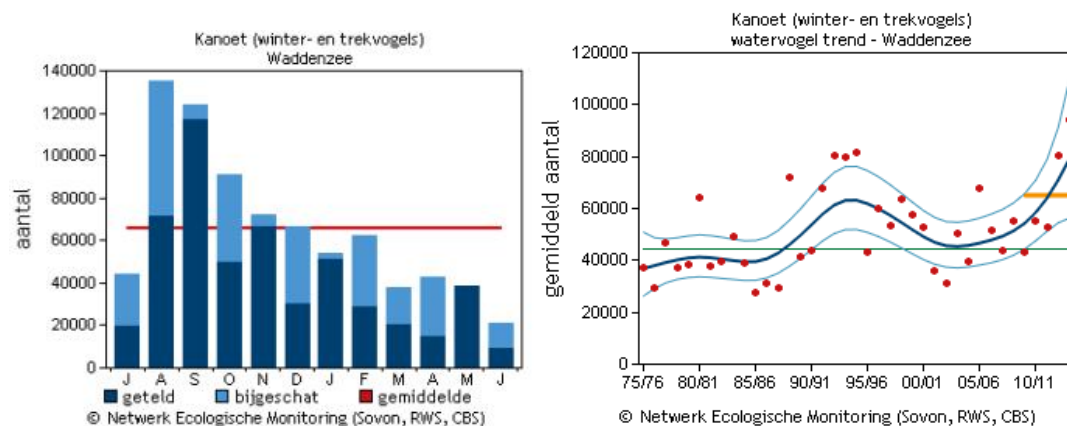 Kanoet (winter- en trekvogels)
Waddenzee
aantal
140000
120000
100000
80000
60000
40000
20000
0
J A S O N D J F M A M J
geteld bijgeschat gemiddelde
© Netwerk Ecologische Monitoring (Sovon, RWS, CBS)
Kanoet (winter- en trekvogels)
watervogel trend - Waddenzee
gemiddeld aantal
120000
100000
80000
60000
40000
20000
0
75/76 80/81 85/86 90/91 95/96 00/01 05/06 10/11
© Netwerk Ecologische Monitoring (Sovon, RWS, CBS)